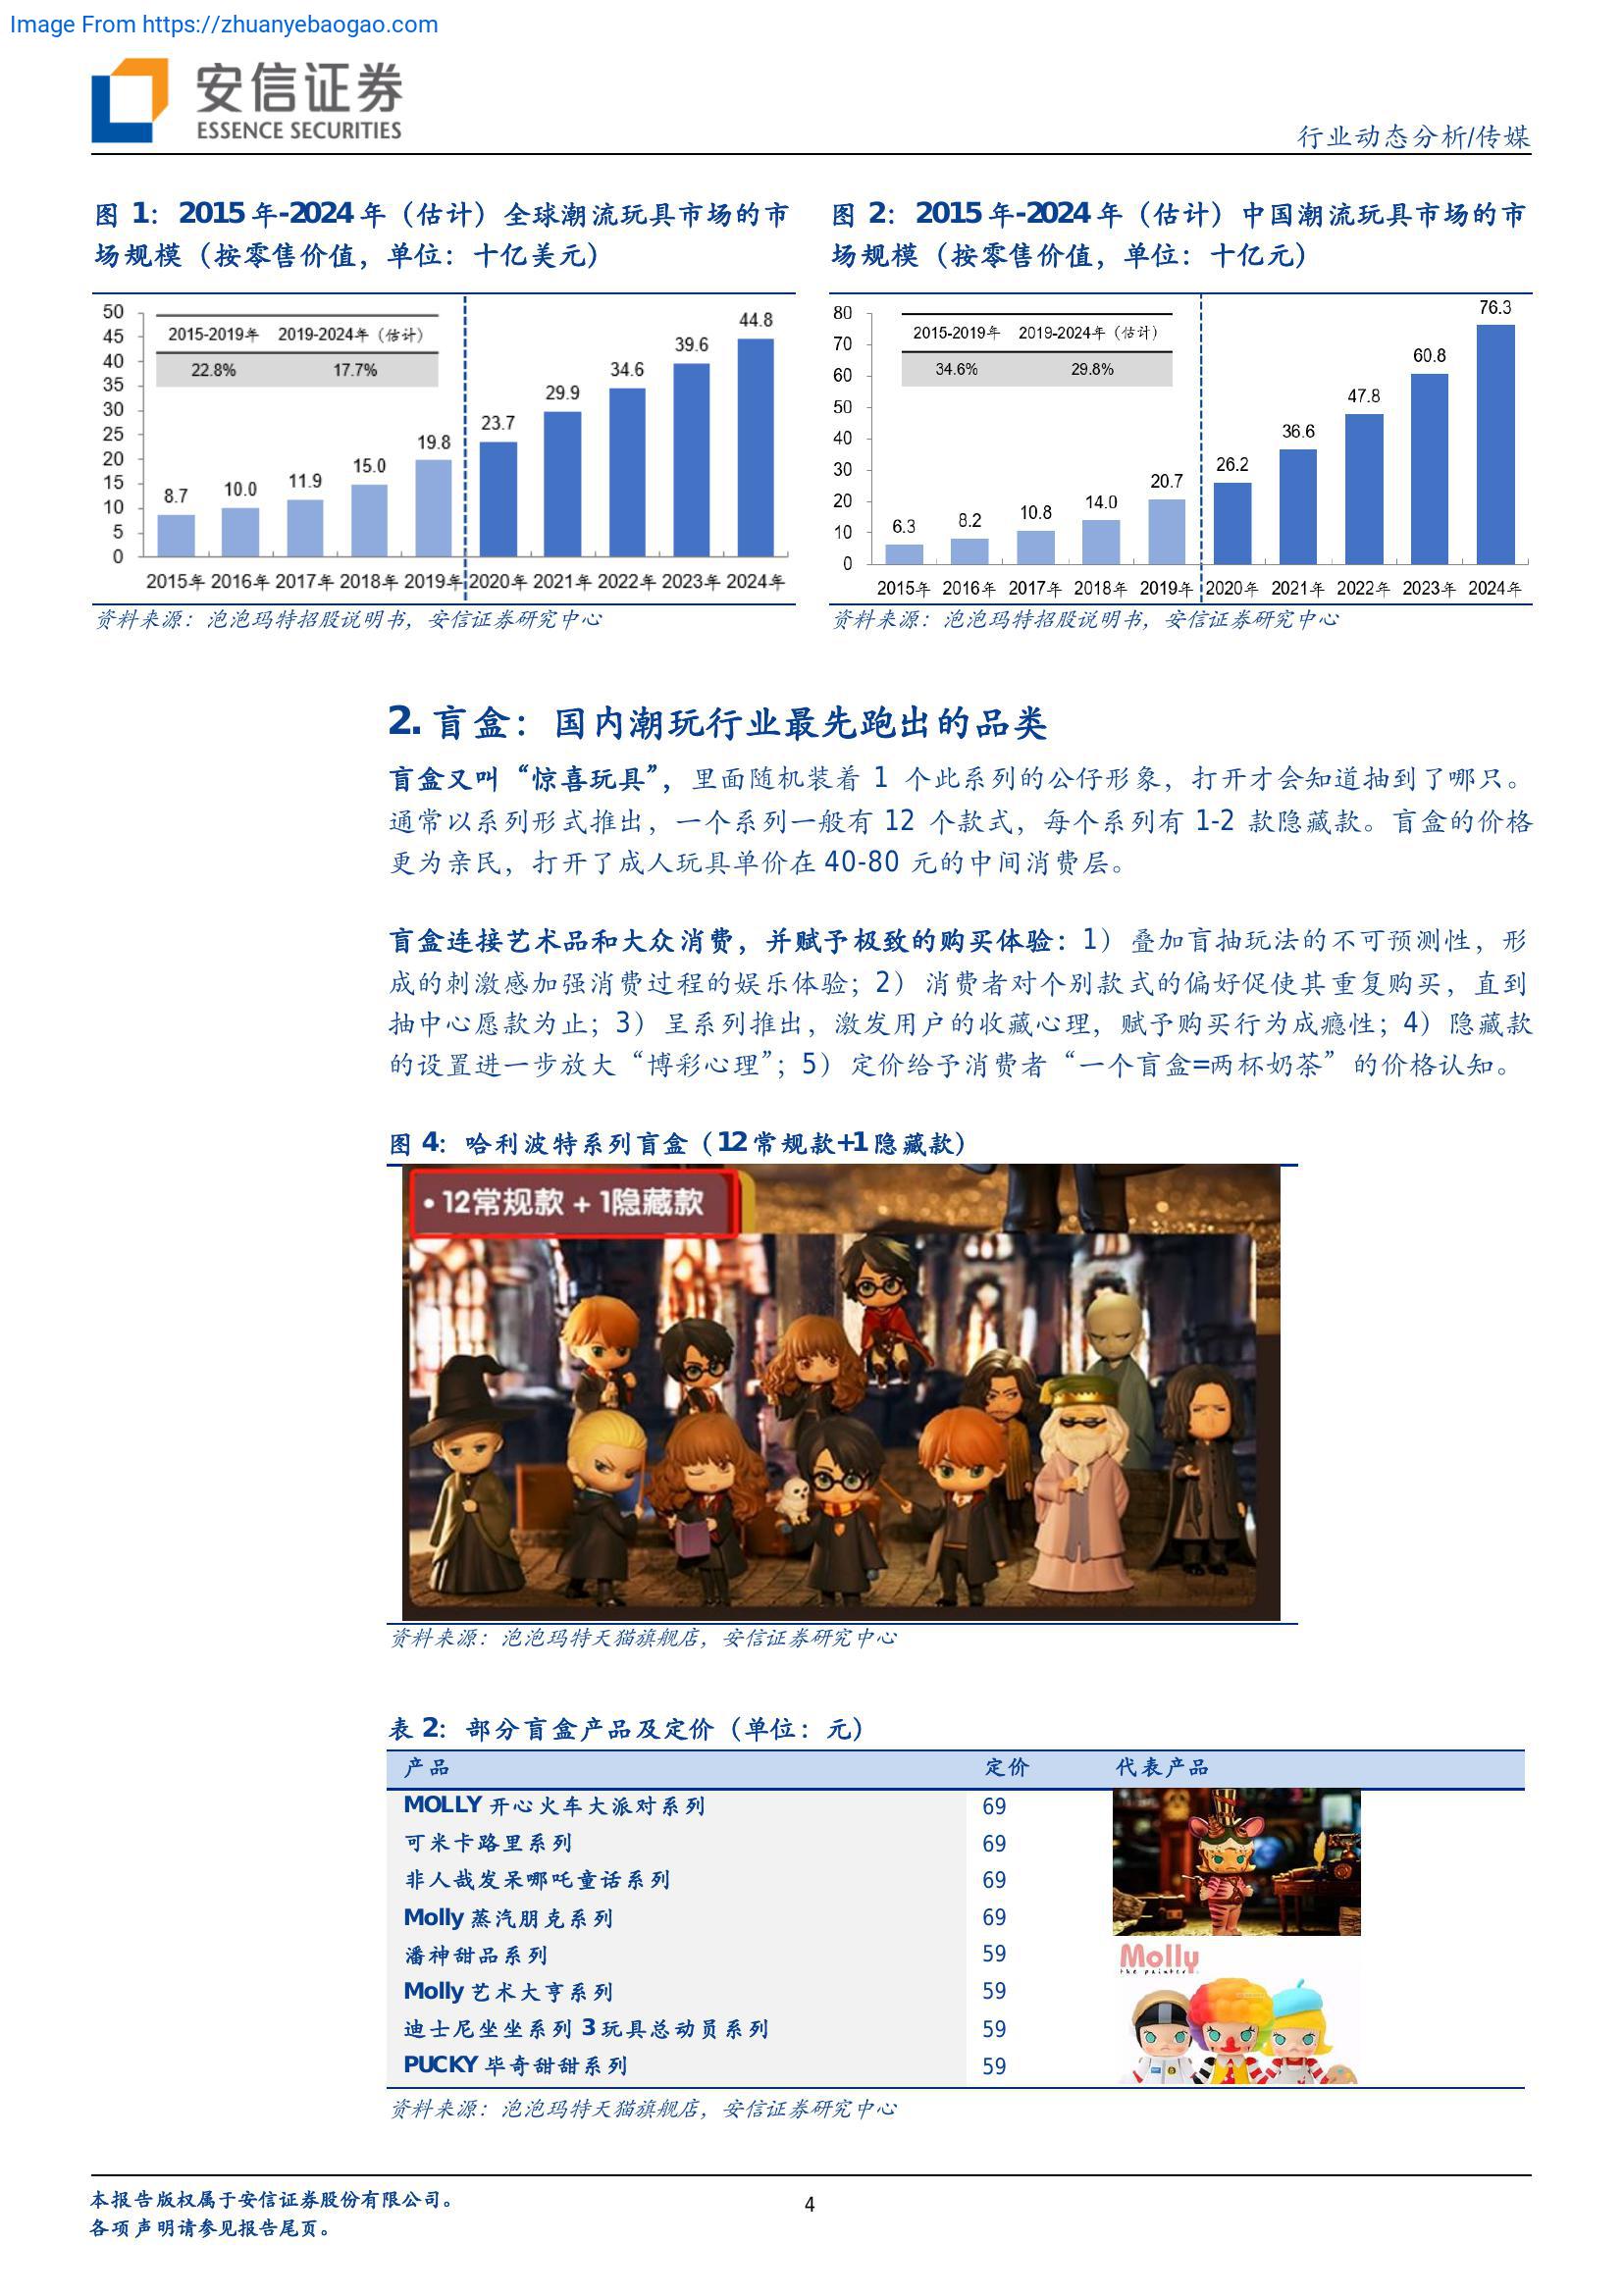 Image From https://zhuanyebaogao.com
安信证券
ESSENCE SECURITIES
行业动态分析/传媒
图 1：2015 年-2024 年（估计）全球潮流玩具市场的市
场规模（按零售价值，单位：十亿美元）
50
45
40
35
30
25
20
15
10
5
0
2015-2019年 2019-2024年（估计）
22.8% 17.7%
8.7 10.0 11.9 15.0 19.8 23.7 29.9 34.6 39.6 44.8
2015年 2016年 2017年 2018年 2019年 2020年 2021年 2022年 2023年 2024年
资料来源：泡泡玛特招股说明书，安信证券研究中心
图 2：2015 年-2024 年（估计）中国潮流玩具市场的市
场规模（按零售价值，单位：十亿元）
80
70
60
50
40
30
20
10
0
2015-2019年 2019-2024年（估计）
34.6% 29.8%
6.3 8.2 10.8 14.0 20.7 26.2 36.6 47.8 60.8 76.3
2015年 2016年 2017年 2018年 2019年 2020年 2021年 2022年 2023年 2024年
资料来源：泡泡玛特招股说明书，安信证券研究中心
2. 盲盒：国内潮玩行业最先跑出的品类
盲盒又叫“惊喜玩具”，里面随机装着 1 个此系列的公仔形象，打开才会知道抽到了哪只。
通常以系列形式推出，一个系列一般有 12 个款式，每个系列有 1-2 款隐藏款。盲盒的价格
更为亲民，打开了成人玩具单价在 40-80 元的中间消费层。
盲盒连接艺术品和大众消费，并赋予极致的购买体验：1）叠加盲抽玩法的不可预测性，形
成的刺激感加强消费过程的娱乐体验；2）消费者对个别款式的偏好促使其重复购买，直到
抽中心愿款为止；3）呈系列推出，激发用户的收藏心理，赋予购买行为成瘾性；4）隐藏款
的设置进一步放大“博彩心理”；5）定价给予消费者“一个盲盒=两杯奶茶”的价格认知。
图 4：哈利波特系列盲盒（12 常规款+1 隐藏款）
• 12常规款 + 1隐藏款
资料来源：泡泡玛特天猫旗舰店，安信证券研究中心
表 2：部分盲盒产品及定价（单位：元）
产品 定价 代表产品
MOLLY 开心火车大派对系列 69
可米卡路里系列 69
非人哉发呆哪吒童话系列 69
Molly 蒸汽朋克系列 69
潘神甜品系列 59
Molly 艺术大亨系列 59
迪士尼坐坐系列 3 玩具总动员系列 59
PUCKY 毕奇甜甜系列 59
Molly
the painter
资料来源：泡泡玛特天猫旗舰店，安信证券研究中心
本报告版权属于安信证券股份有限公司。
各项声明请参见报告尾页。
4